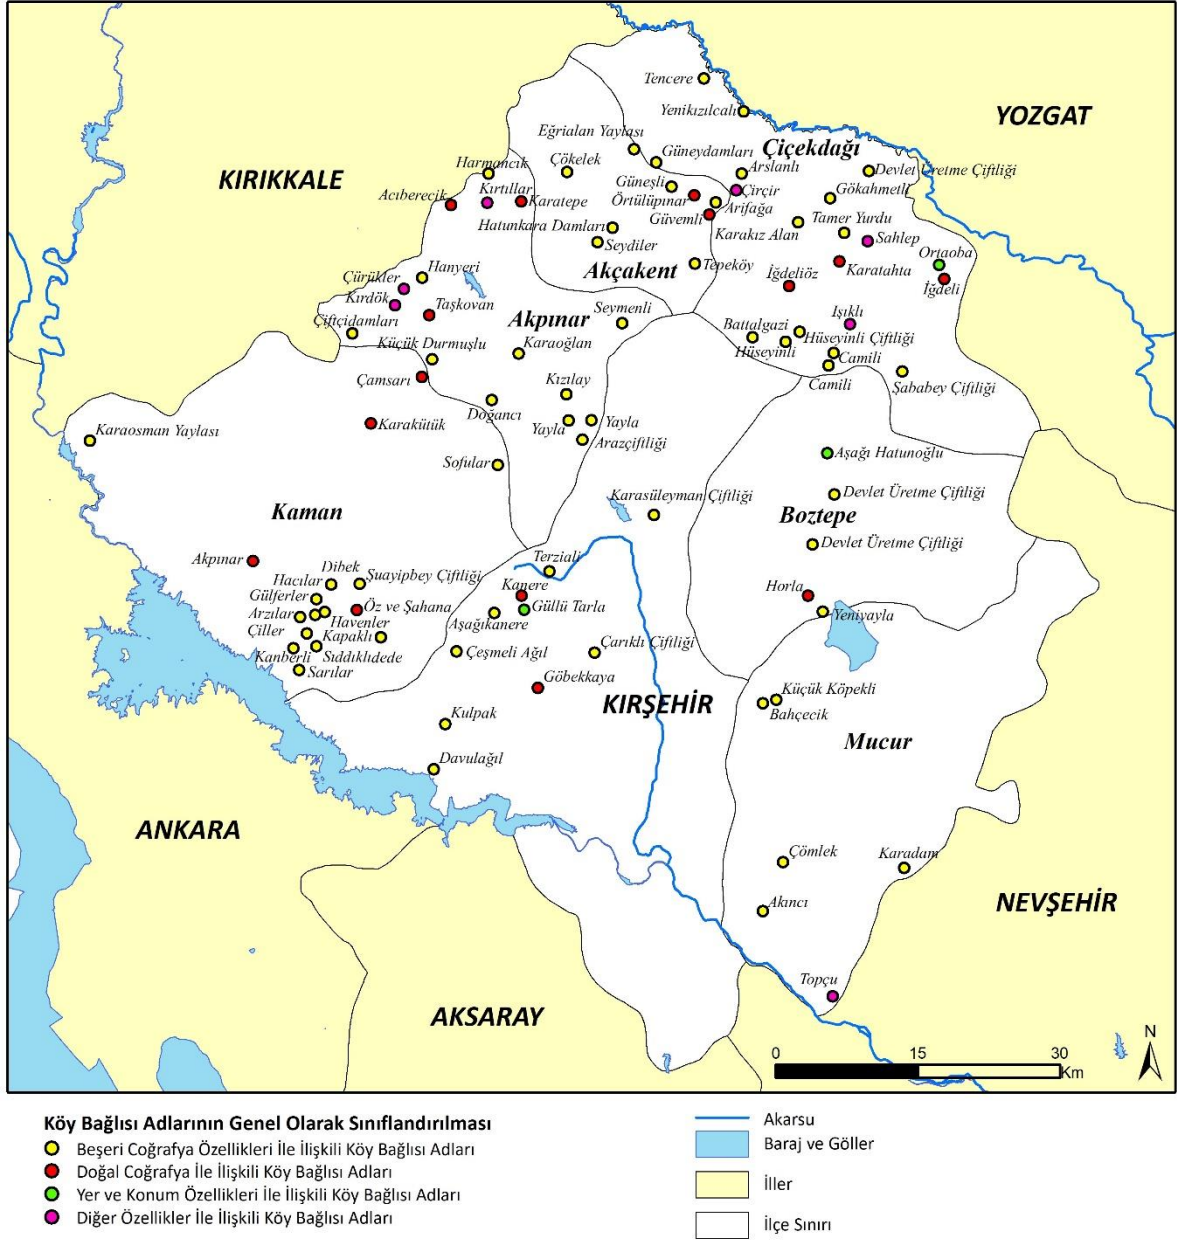 Tencere
YOZGAT
Yenikızılcalı
Eğrialan Yaylası
Çiçekdağı
Güneydamları
Harmancık
Çökelek
Arslanlı
Devlet Üretme Çiftliği
KIRIKKALE
Acıberecik
Kırtıllar
Karatepe
Güneşli
Çirçir
Gökahmetli
Örtülüpınar
Arifağa
Güvemli
Hatunkara Damları
Karakız Alan
Tamer Yurdu
Seydiler
Sahlep
Ortaoba
Akçakent
Tepeköy
Karatahta
İğdeliöz
İğdeli
Hanyeri
Çürükler
Kırdök
Taşkovan
Çiftçidamları
Akpınar
Seymenli
Işıklı
Battalgazi
Hüseyinli Çiftliği
Hüseyinli
Küçük Durmuşlu
Karaoğlan
Camili
Camili
Şababey Çiftliği
Çamsarı
Kızılay
Doğancı
Karakütük
Yayla
Yayla
Karaosman Yaylası
Arazçiftliği
Aşağı Hatunoğlu
Sofular
Karasüleyman Çiftliği
Devlet Üretme Çiftliği
Kaman
Boztepe
Devlet Üretme Çiftliği
Akpınar
Terziali
Dibek
Şuayipbey Çiftliği
Hacılar
Kanere
Horla
Gülferler
Güllü Tarla
Arzılar
Öz ve Şahana
Yeniyayla
Havenler
Aşağıkanere
Çiller
Kapaklı
Çarıklı Çiftiliği
Kanberli
Sıddıklıdede
Çeşmeli Ağıl
Sarılar
Göbekkaya
Küçük Köpekli
KIRŞEHİR
Bahçecik
Kulpak
Mucur
Davulağıl
ANKARA
Çömlek
Karadam
NEVŞEHİR
Akıncı
Topçu
AKSARAY
N
0 15 30
Km
Köy Bağlısı Adlarının Genel Olarak Sınıflandırılması
Beşeri Coğrafya Özellikleri İle İlişkili Köy Bağlısı Adları
Doğal Coğrafya İle İlişkili Köy Bağlısı Adları
Yer ve Konum Özellikleri İle İlişkili Köy Bağlısı Adları
Diğer Özellikler İle İlişkili Köy Bağlısı Adları
Akarsu
Baraj ve Göller
İller
İlçe Sınırı